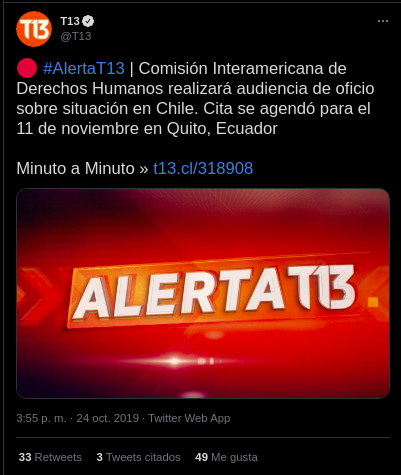 T13
T13
@T13
#AlertaT13 | Comisión Interamericana de
Derechos Humanos realizará audiencia de oficio
sobre situación en Chile. Cita se agendó para el
11 de noviembre en Quito, Ecuador
Minuto a Minuto » t13.cl/318908
ALERTA T13
3:55 p. m. · 24 oct. 2019 · Twitter Web App
33 Retweets 3 Tweets citados 49 Me gusta